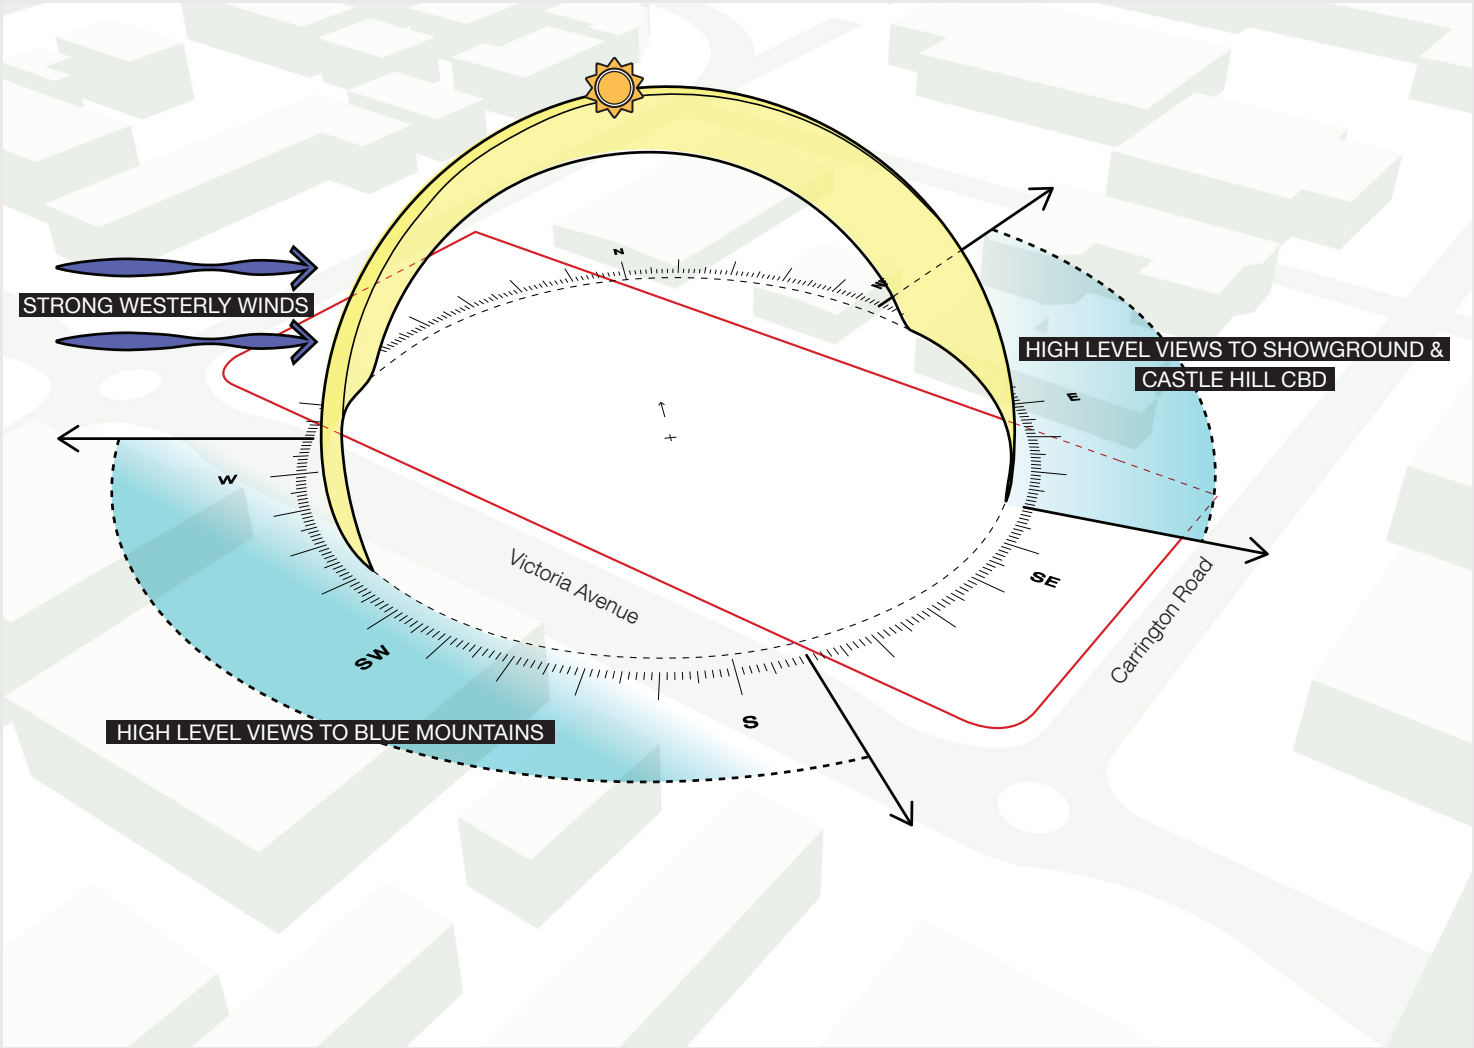 N
STRONG WESTERLY WINDS
HIGH LEVEL VIEWS TO SHOWGROUND &
CASTLE HILL CBD
E
W
Victoria Avenue
SE
Carrington Road
SW
S
HIGH LEVEL VIEWS TO BLUE MOUNTAINS